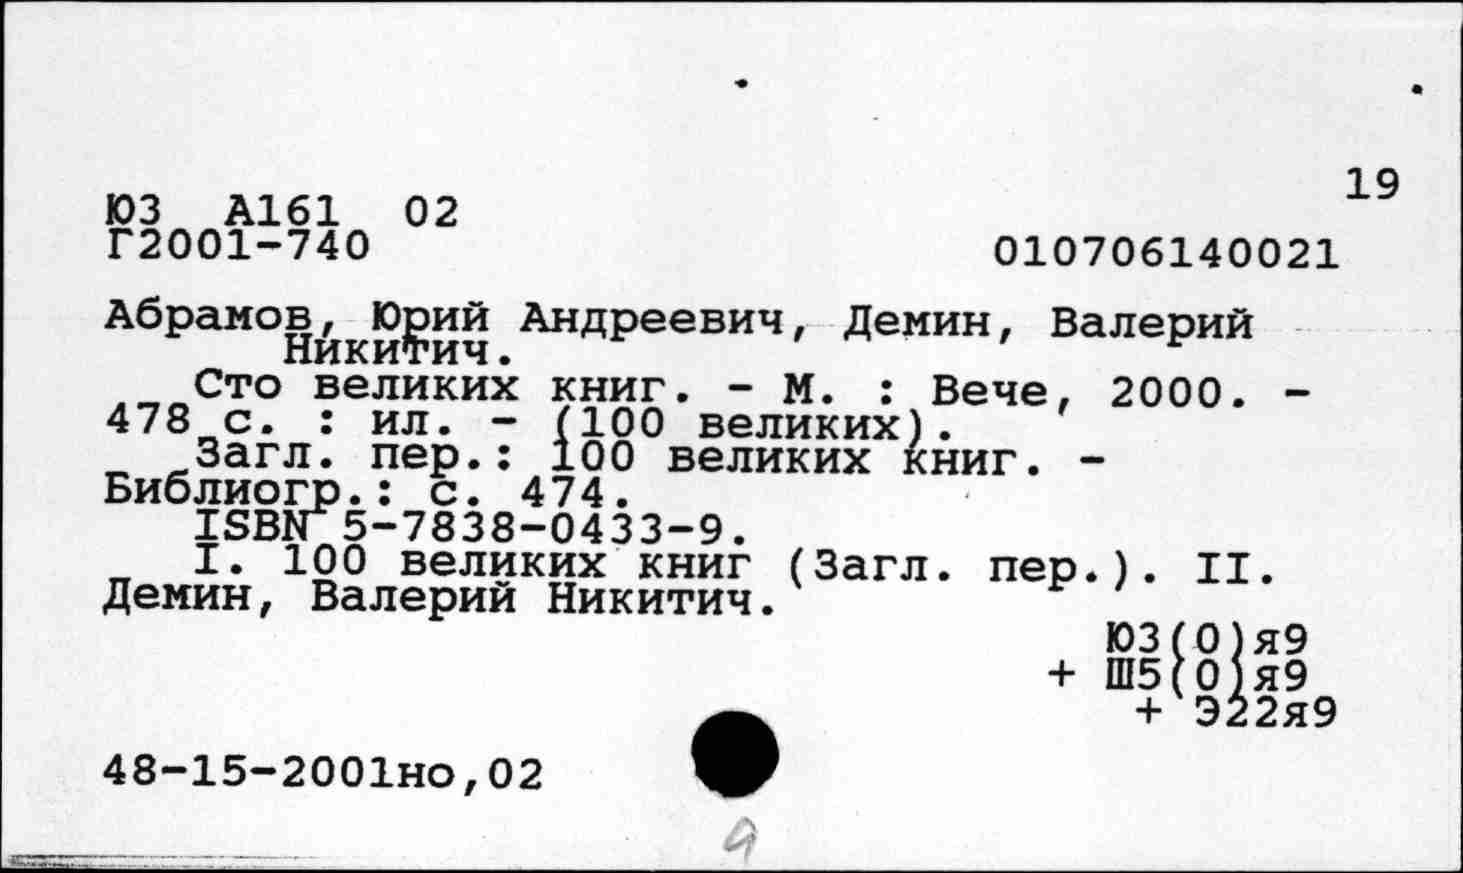 19
ЮЗ А161 02
Г2001-740
010706140021
Абрамов, Юрий Андреевич, Демин, Валерий
Никитич.
Сто великих книг. - М. : Вече, 2000. -
478 с. : ил. - (100 великих).
Загл. пер.: 100 великих книг. -
Библиогр.: с. 474.
ISBN 5-7838-0433-9.
I. 100 великих книг (Загл. пер.). II.
Демин, Валерий Никитич.
Ю3(0)я9
+ Ш5(0)я9
+ Э22я9
48-15-2001но,02